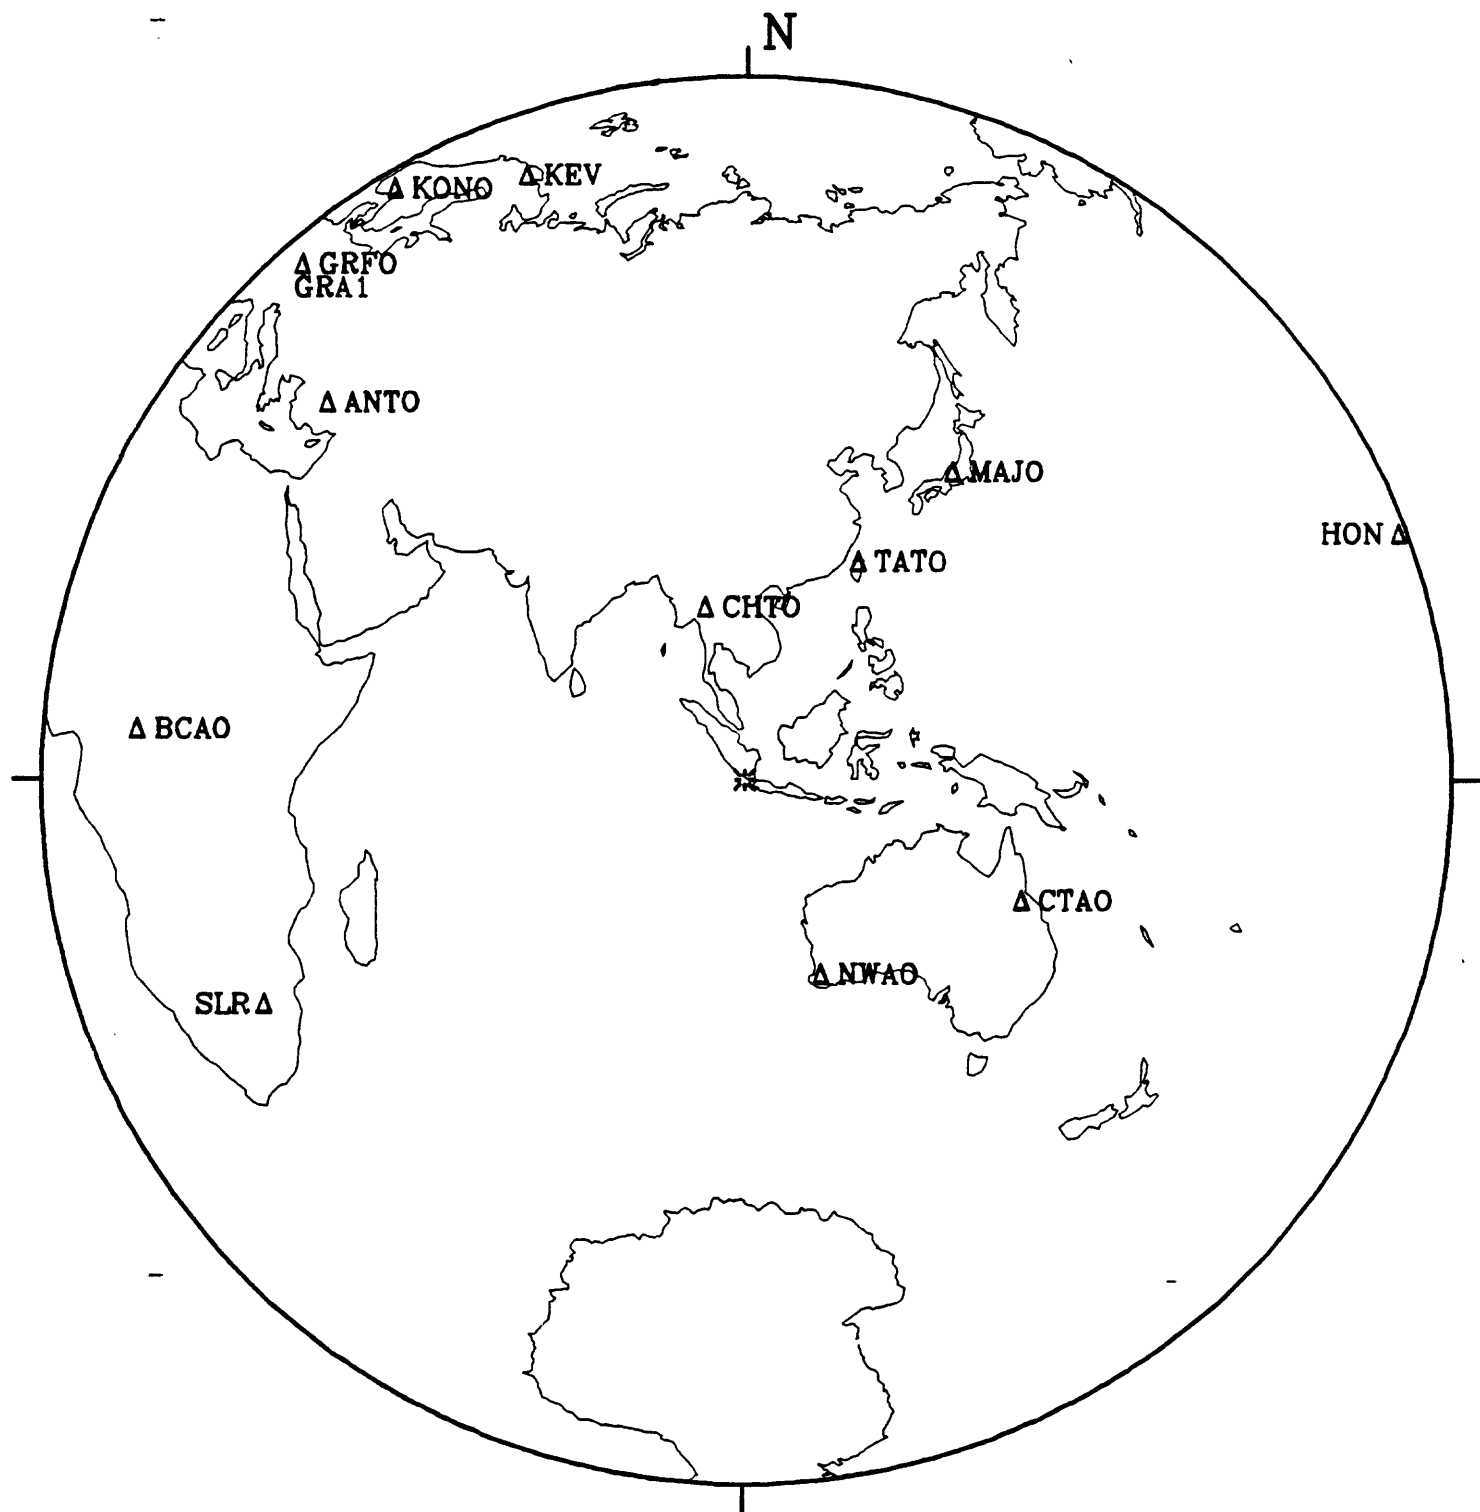 N
Δ KEV
Δ KONO
Δ GRFO
GRA1
Δ ANTO
Δ MAJO
HON Δ
Δ TATO
Δ CHTO
Δ BCAO
Δ CTAO
Δ NWAO
SLR Δ